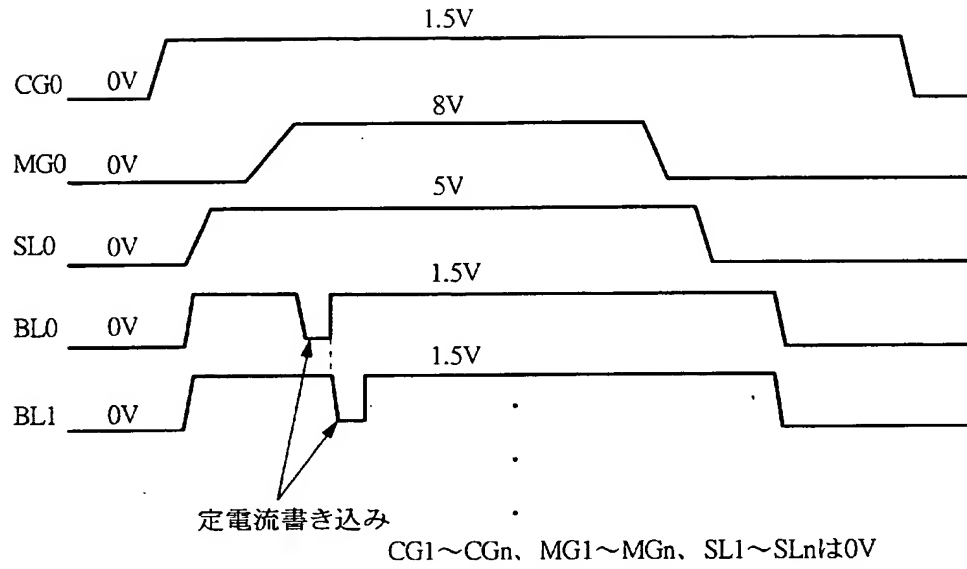 1.5V
CG0 0V
8V
MG0 0V
5V
SL0 0V
1.5V
BL0 0V
1.5V
BL1 0V
定電流書き込み
CG1～CGn、MG1～MGn、SL1～SLnは0V